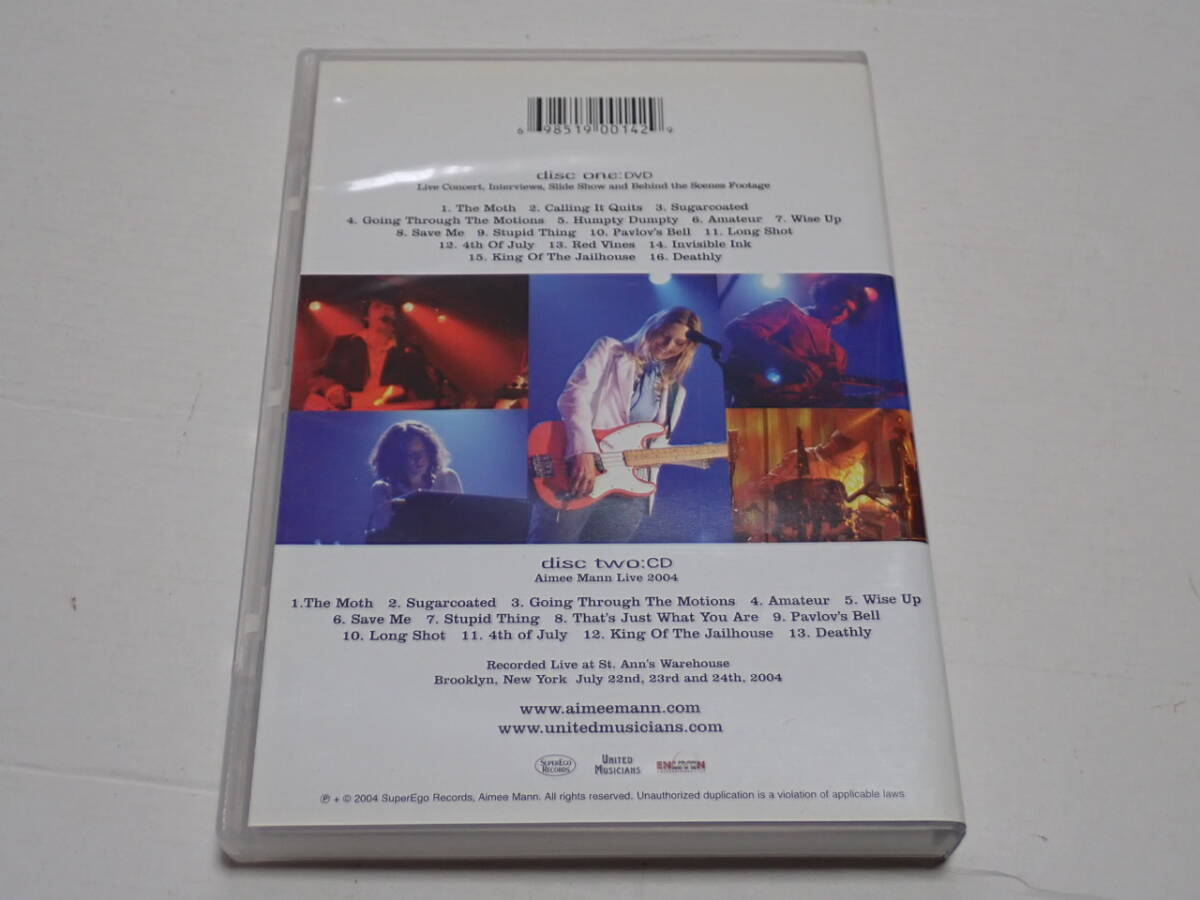 6 98519 00142 9
disc one:DVD
Live Concert, Interviews, Slide Show and Behind the Scenes Footage
1. The Moth 2. Calling It Quits 3. Sugarcoated
4. Going Through The Motions 5. Humpty Dumpty 6. Amateur 7. Wise Up
8. Save Me 9. Stupid Thing 10. Pavlov's Bell 11. Long Shot
12. 4th Of July 13. Red Vines 14. Invisible Ink
15. King Of The Jailhouse 16. Deathly
disc two:CD
Aimee Mann Live 2004
1.The Moth 2. Sugarcoated 3. Going Through The Motions 4. Amateur 5. Wise Up
6. Save Me 7. Stupid Thing 8. That's Just What You Are 9. Pavlov's Bell
10. Long Shot 11. 4th of July 12. King Of The Jailhouse 13. Deathly
Recorded Live at St. Ann's Warehouse
Brooklyn, New York July 22nd, 23rd and 24th, 2004
www.aimeemann.com
www.unitedmusicians.com
SuperEgo
Records
United
Musicians
℗ + © 2004 SuperEgo Records, Aimee Mann. All rights reserved. Unauthorized duplication is a violation of applicable laws